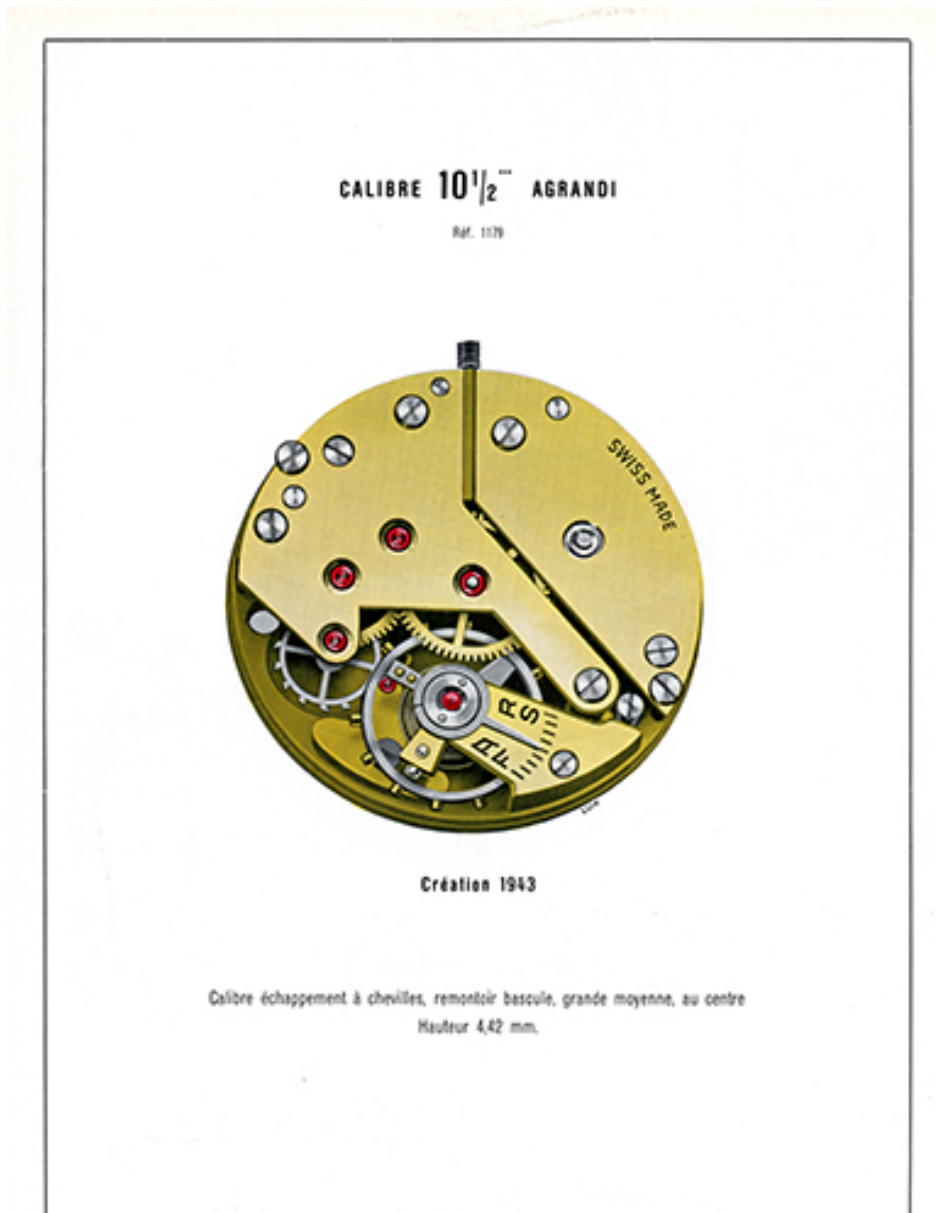 CALIBRE 10 1/2''' AGRANDI
Réf. 1179
SWISS MADE
R S
A F
Création 1943
Calibre échappement à chevilles, remontoir bascule, grande moyenne, au centre
Hauteur 4,42 mm.